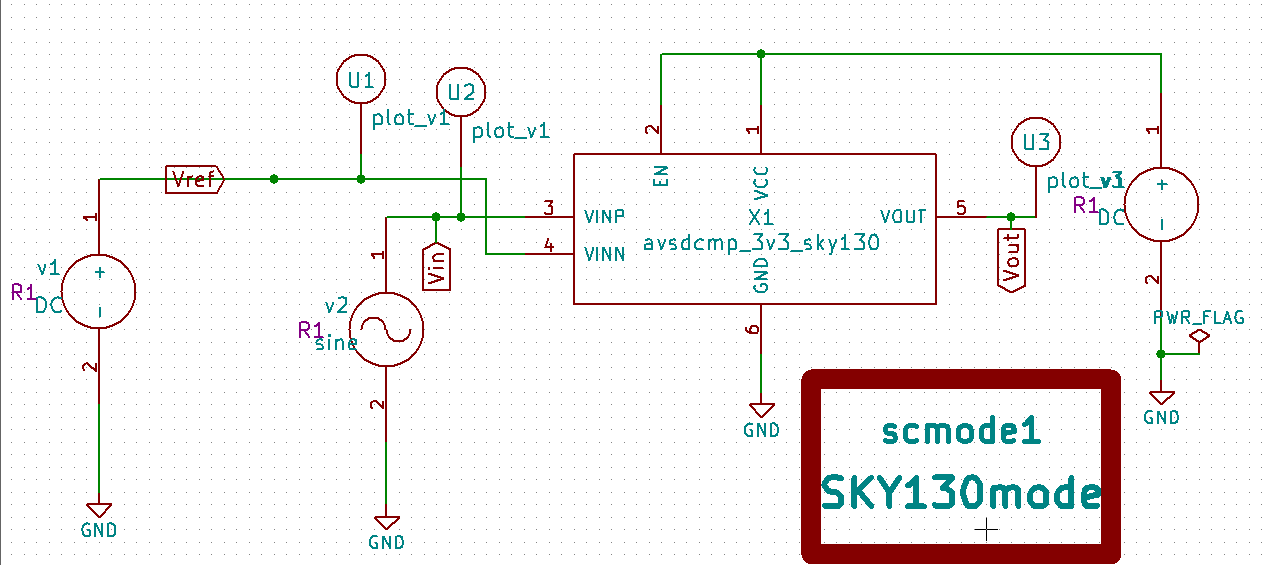 U1
plot_v1
U2
plot_v1
Vref
1
v1
R1
DC
2
GND
1
Vin
v2
R1
sine
2
GND
2
EN
1
VCC
3
VINP
4
VINN
X1
avsdcmp_3v3_sky130
VOUT
5
GND
6
GND
U3
plot_v1
Vout
1
v3
R1
DC
2
PWR_FLAG
GND
scmode1
SKY130mode